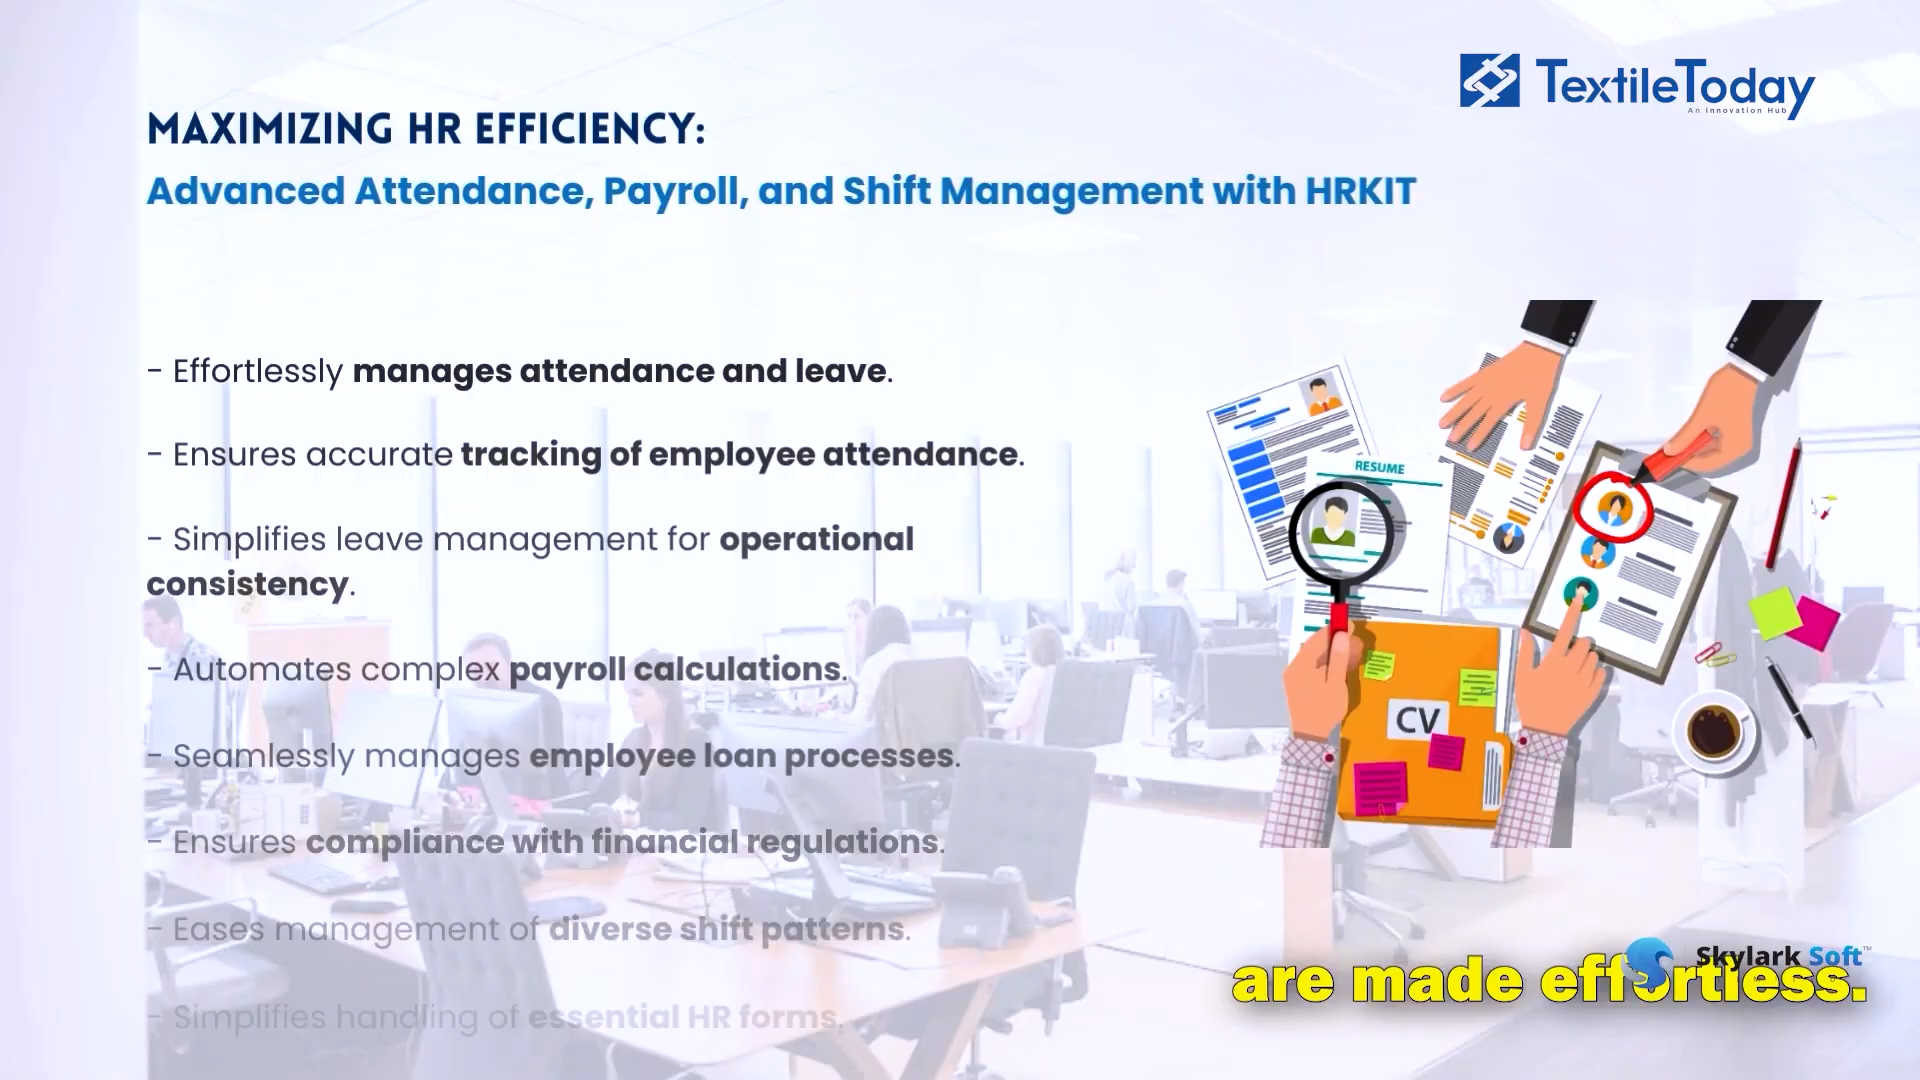 TextileToday
An Innovation Hub
MAXIMIZING HR EFFICIENCY:
Advanced Attendance, Payroll, and Shift Management with HRKIT
- Effortlessly manages attendance and leave.
- Ensures accurate tracking of employee attendance.
- Simplifies leave management for operational
consistency.
- Automates complex payroll calculations.
- Seamlessly manages employee loan processes.
- Ensures compliance with financial regulations.
- Eases management of diverse shift patterns.
- Simplifies handling of essential HR forms.
RESUME
CV
Skylark Soft™
are made effortless.